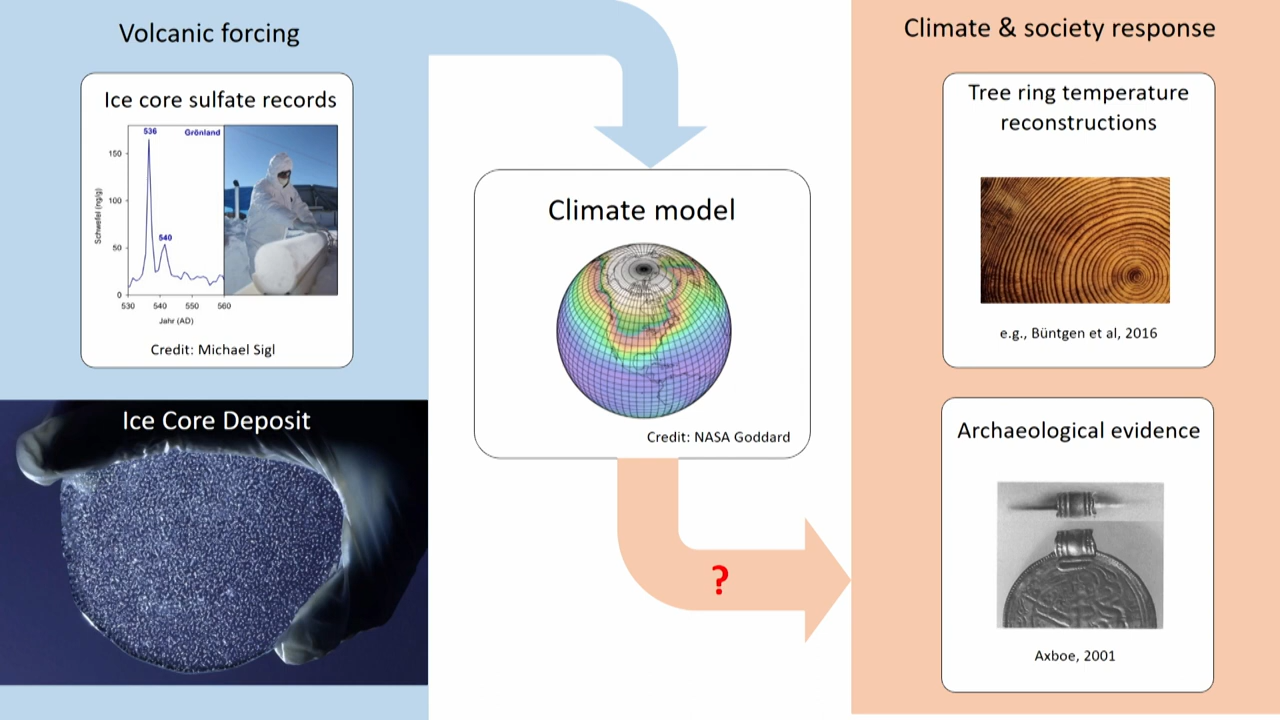 Volcanic forcing
Ice core sulfate records
536
Grönland
150
100
50
0
540
Schwefel (ng/g)
530
540
550
560
Jahr (AD)
Credit: Michael Sigl
Ice Core Deposit
Climate model
Credit: NASA Goddard
?
Climate & society response
Tree ring temperature
reconstructions
e.g., Büntgen et al, 2016
Archaeological evidence
Axboe, 2001